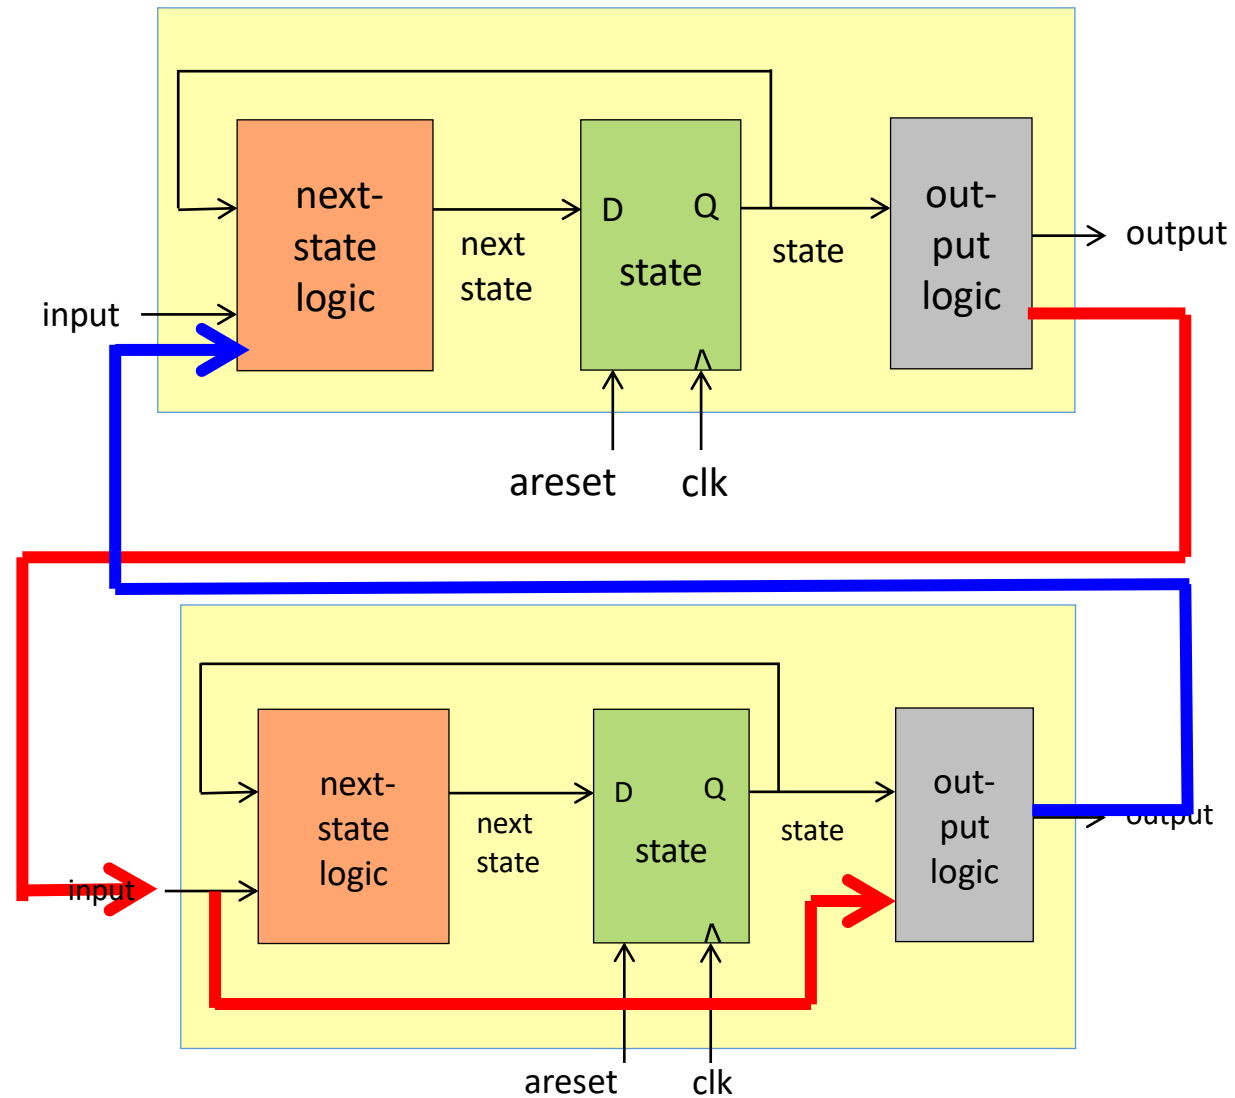 next-
state
logic
next
state
D
Q
state
state
out-
put
logic
output
input
areset
clk
next-
state
logic
next
state
D
Q
state
state
out-
put
logic
output
input
areset
clk